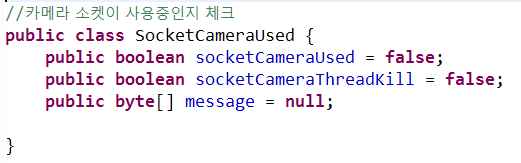 //카메라 소켓이 사용중인지 체크
public class SocketCameraUsed {
    public boolean socketCameraUsed = false;
    public boolean socketCameraThreadKill = false;
    public byte[] message = null;
}